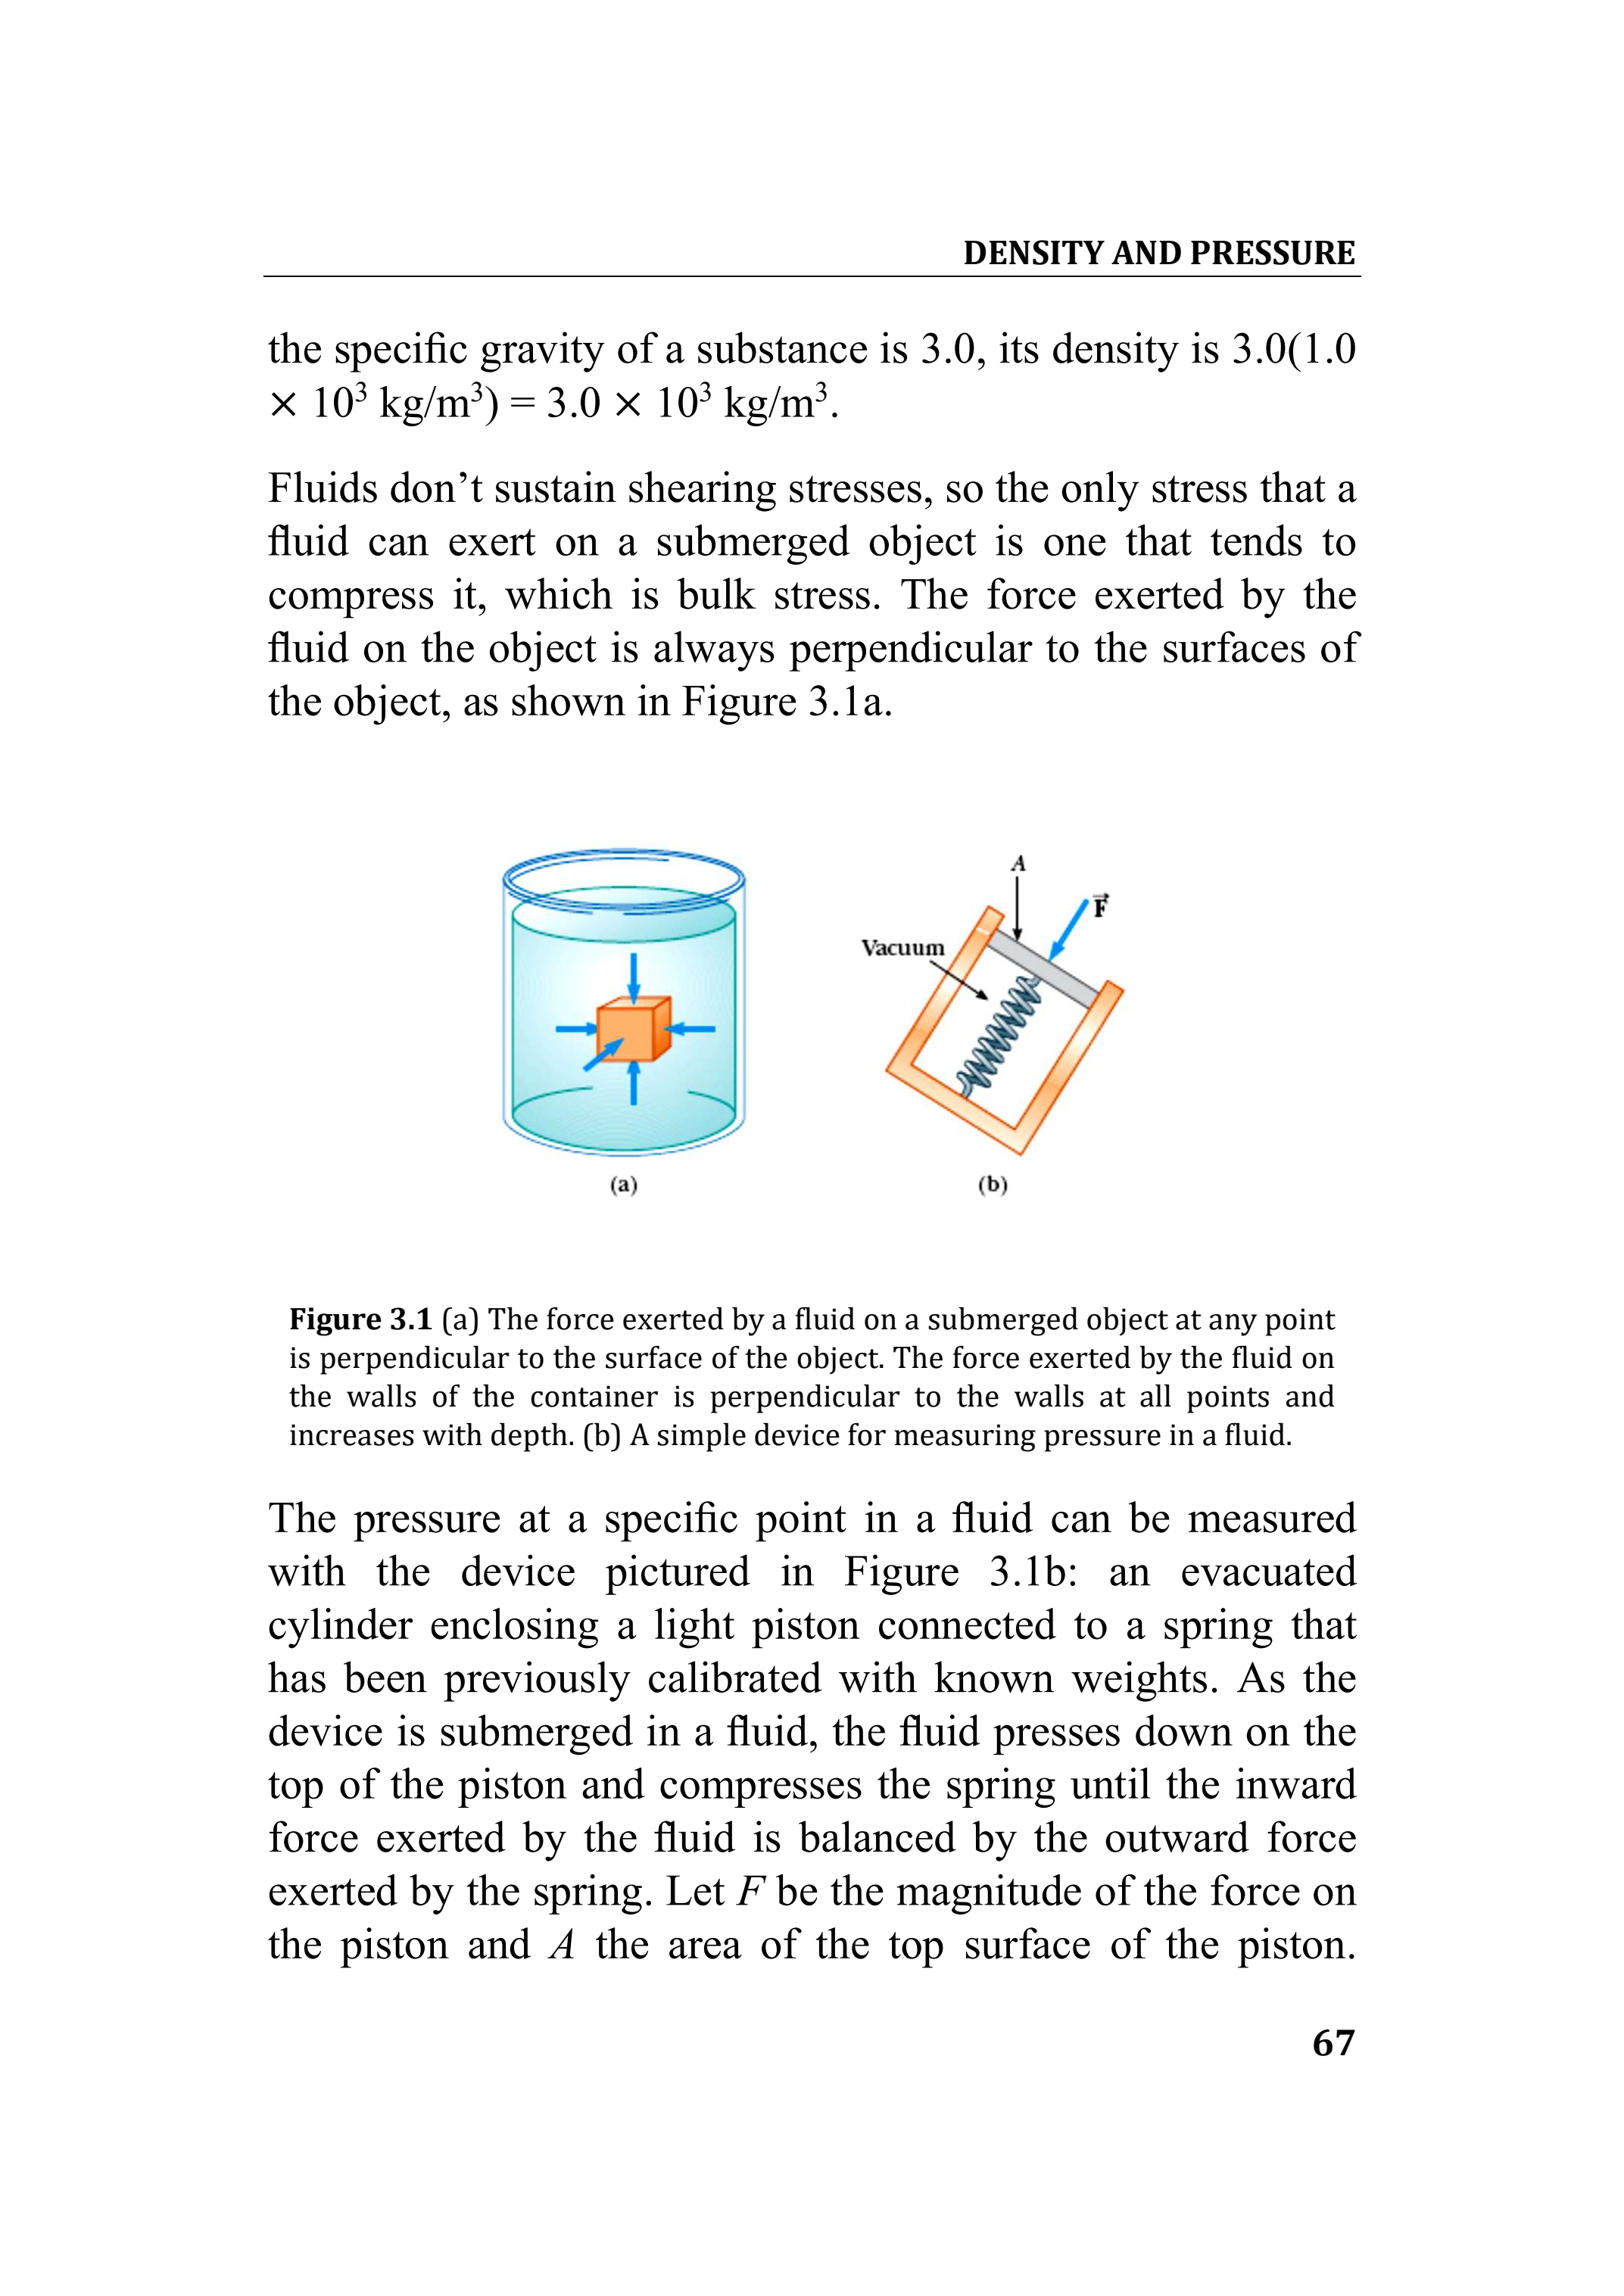 DENSITY AND PRESSURE
the specific gravity of a substance is 3.0, its density is 3.0(1.0
× 10³ kg/m³) = 3.0 × 10³ kg/m³.
Fluids don’t sustain shearing stresses, so the only stress that a
fluid can exert on a submerged object is one that tends to
compress it, which is bulk stress. The force exerted by the
fluid on the object is always perpendicular to the surfaces of
the object, as shown in Figure 3.1a.
A
F⃗
Vacuum
(a)
(b)
Figure 3.1 (a) The force exerted by a fluid on a submerged object at any point
is perpendicular to the surface of the object. The force exerted by the fluid on
the walls of the container is perpendicular to the walls at all points and
increases with depth. (b) A simple device for measuring pressure in a fluid.
The pressure at a specific point in a fluid can be measured
with the device pictured in Figure 3.1b: an evacuated
cylinder enclosing a light piston connected to a spring that
has been previously calibrated with known weights. As the
device is submerged in a fluid, the fluid presses down on the
top of the piston and compresses the spring until the inward
force exerted by the fluid is balanced by the outward force
exerted by the spring. Let F be the magnitude of the force on
the piston and A the area of the top surface of the piston.
67